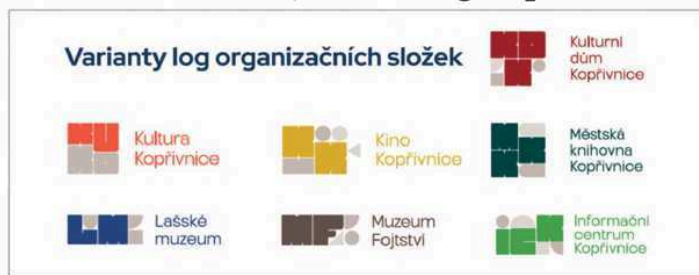 Varianty log organizačních složek
Kulturní
dům
Kopřivnice
Kultura
Kopřivnice
Kino
Kopřivnice
Městská
knihovna
Kopřivnice
Lašské
muzeum
Muzeum
Fojtství
Informační
centrum
Kopřivnice